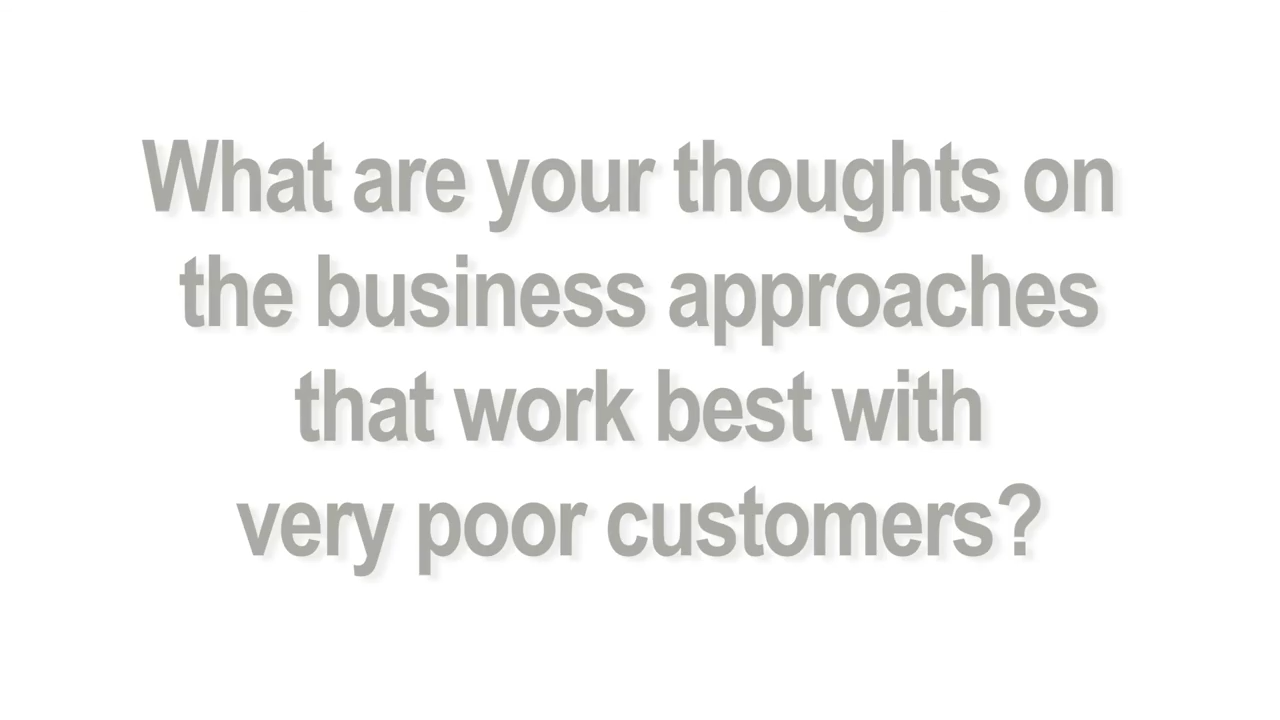 What are your thoughts on
the business approaches
that work best with
very poor customers?